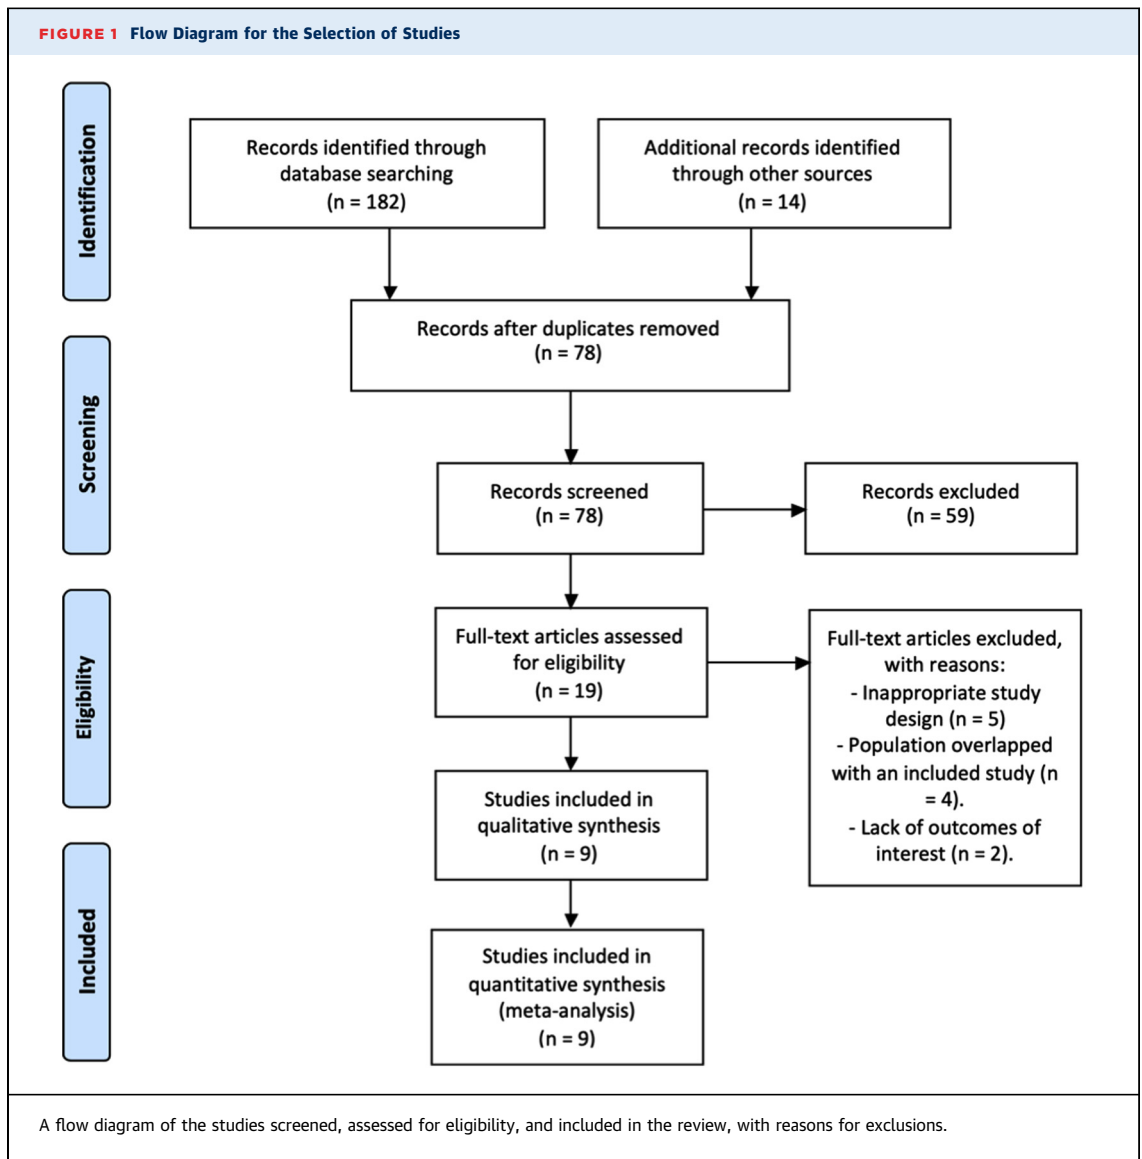 FIGURE 1 Flow Diagram for the Selection of Studies
Identification
Records identified through
database searching
(n = 182)
Additional records identified
through other sources
(n = 14)
Records after duplicates removed
(n = 78)
Screening
Records screened
(n = 78)
Records excluded
(n = 59)
Eligibility
Full-text articles assessed
for eligibility
(n = 19)
Full-text articles excluded,
with reasons:
- Inappropriate study
design (n = 5)
- Population overlapped
with an included study (n
= 4).
- Lack of outcomes of
interest (n = 2).
Studies included in
qualitative synthesis
(n = 9)
Included
Studies included in
quantitative synthesis
(meta-analysis)
(n = 9)
A flow diagram of the studies screened, assessed for eligibility, and included in the review, with reasons for exclusions.